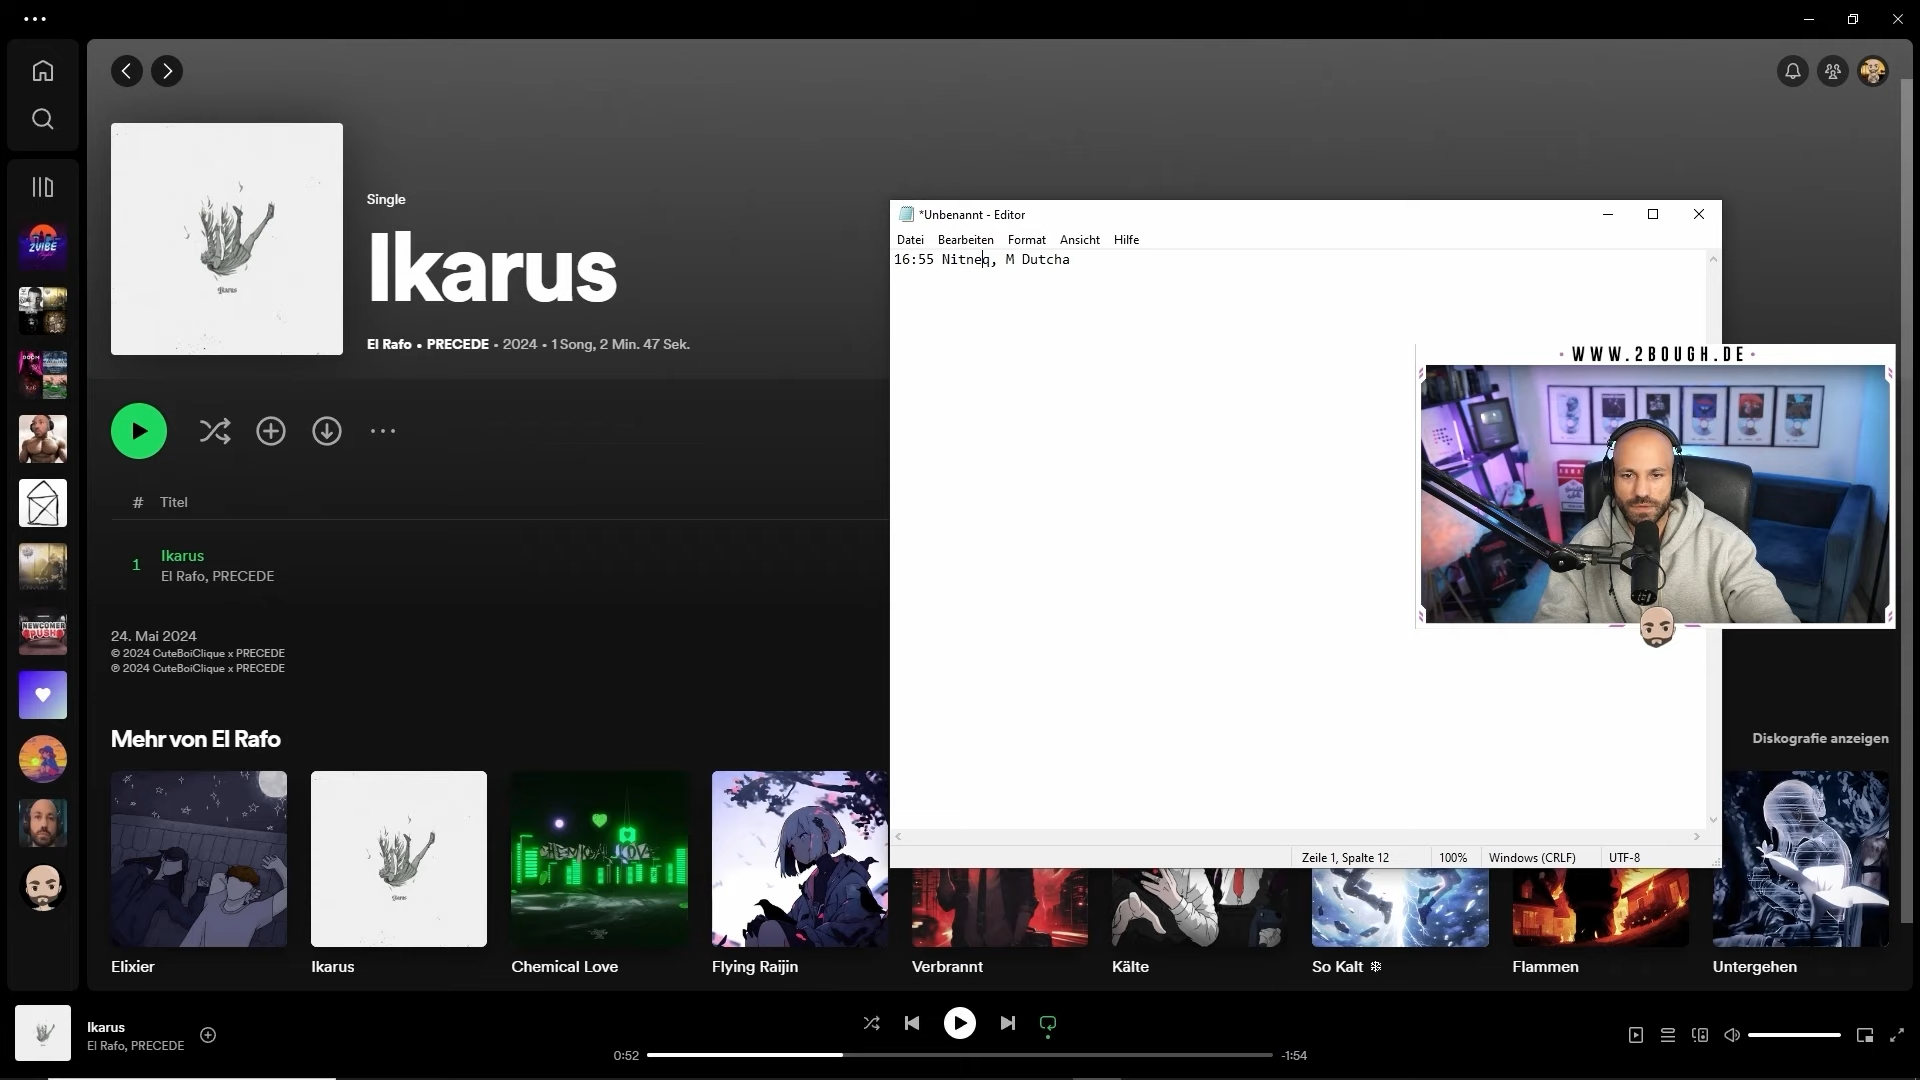 Single
Ikarus
El Rafo • PRECEDE • 2024 • 1 Song, 2 Min. 47 Sek.
# Titel
1 Ikarus
El Rafo, PRECEDE
24. Mai 2024
© 2024 CuteBoiClique x PRECEDE
℗ 2024 CuteBoiClique x PRECEDE
Mehr von El Rafo
Diskografie anzeigen
Elixier
Ikarus
Chemical Love
Flying Raijin
Verbrannt
Kälte
So Kalt ❄
Flammen
Untergehen
*Unbenannt - Editor
Datei Bearbeiten Format Ansicht Hilfe
16:55 Nitneq, M Dutcha
Zeile 1, Spalte 12 100% Windows (CRLF) UTF-8
WWW.2BOUGH.DE
2VIBE
NEWCOMER
PUSH
Ikarus
El Rafo, PRECEDE
0:52
-1:54